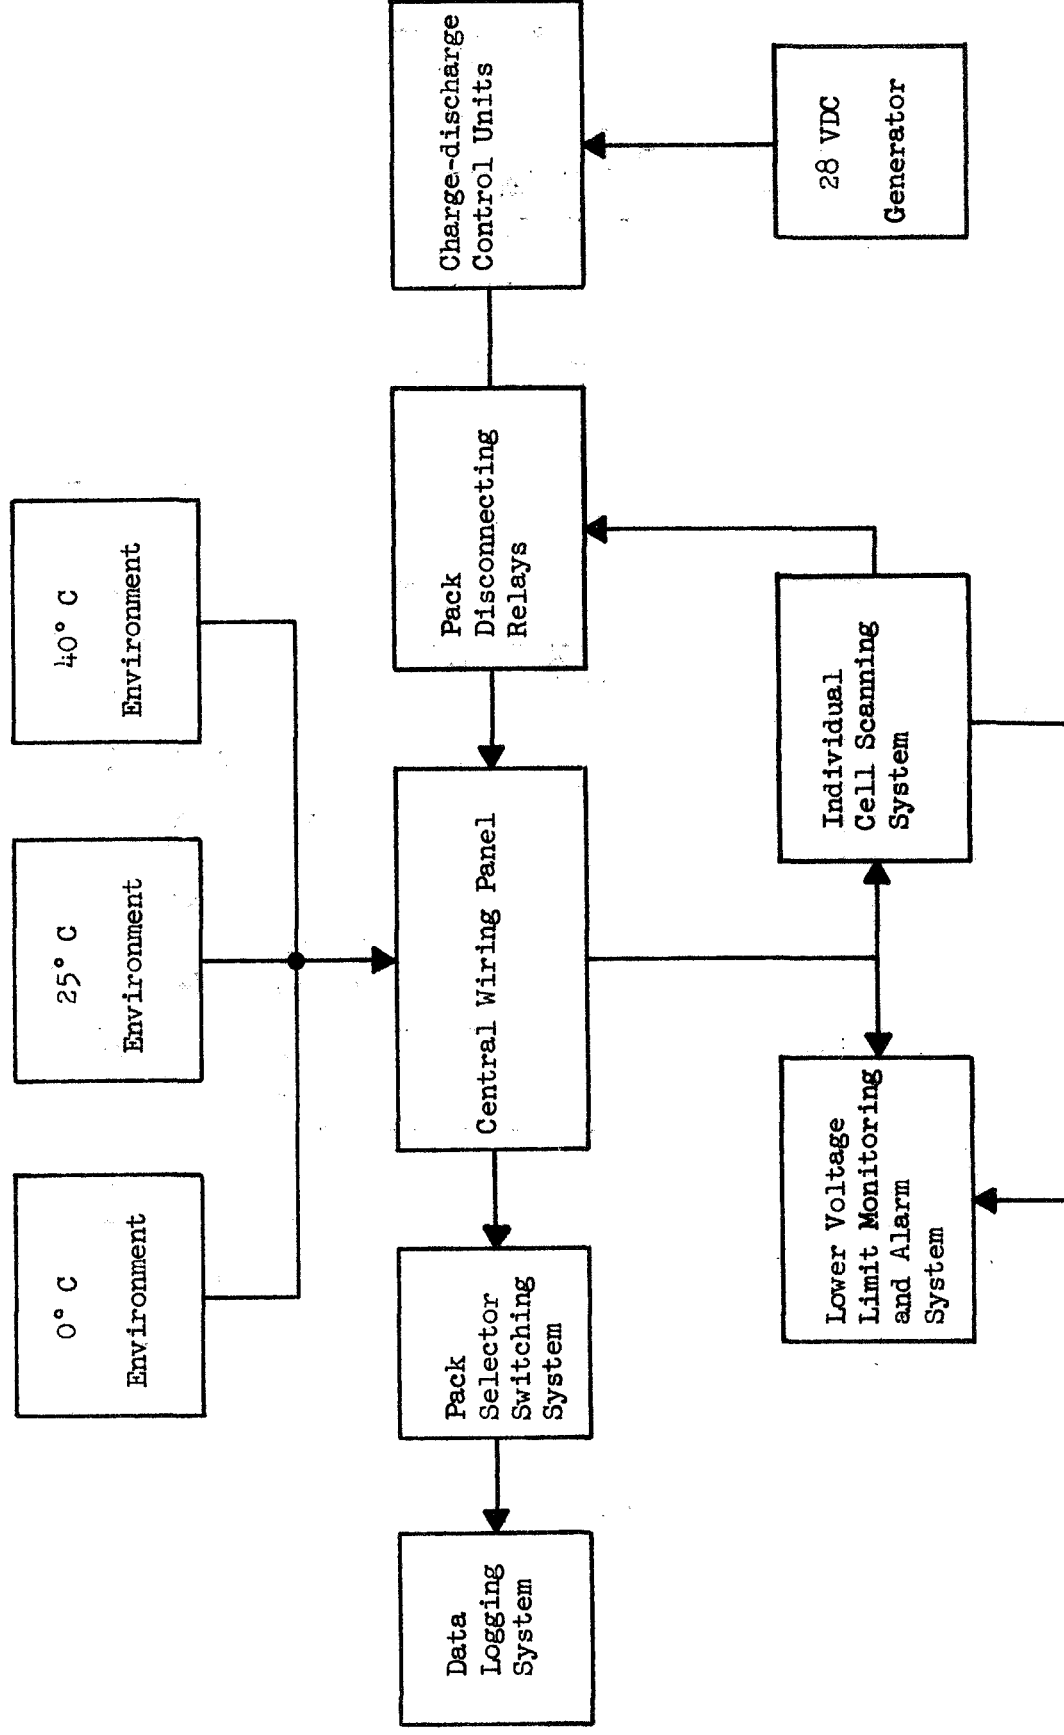 0° C
Environment
25° C
Environment
40° C
Environment
Data
Logging
System
Pack
Selector
Switching
System
Central Wiring Panel
Pack
Disconnecting
Relays
Charge-discharge
Control Units
Lower Voltage
Limit Monitoring
and Alarm
System
Individual
Cell Scanning
System
28 VDC
Generator